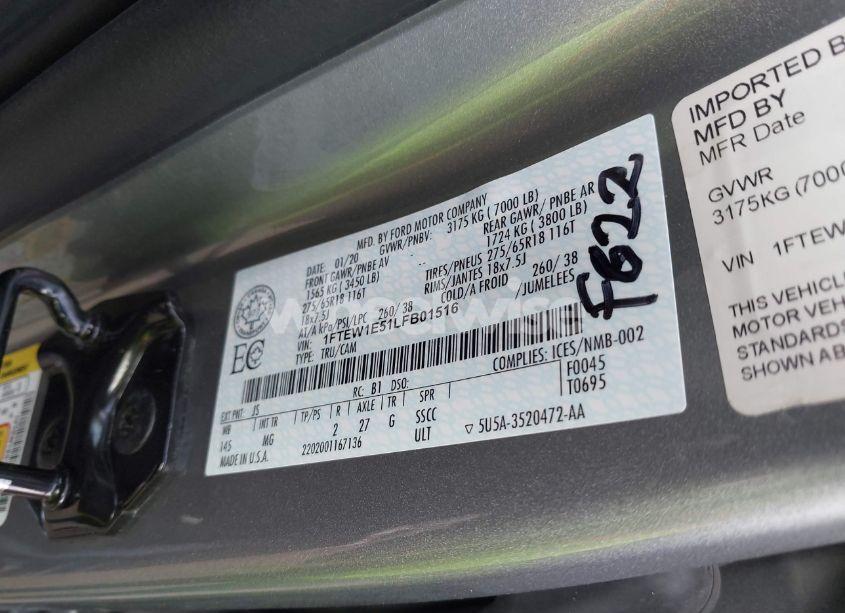 MFD. BY FORD MOTOR COMPANY
DATE: 01/20 GVWR/PNBV: 3175 KG (7000 LB)
FRONT GAWR/PNBE AV REAR GAWR/ PNBE AR
1565 KG (3450 LB) 1724 KG (3800 LB)
275/65R18 116T TIRES/PNEUS 275/65R18 116T
18x7.5J RIMS/JANTES 18x7.5J
AT/A kPa/PSI/LPC 260/ 38 COLD/A FROID 260/ 38
VIN: 1FTEW1E51LFB01516 /JUMELEES
TYPE: TRU/CAM
EC
COMPLIES: ICES/NMB-002
RC: B1 DSO: F0045
T0695
EXT PNT: JS
WB INT TR TP/PS R AXLE TR SPR
145 MG 2 27 G SSCC
MADE IN U.S.A. 2202001167136 ULT
▽ 5U5A-3520472-AA
F622
IMPORTED B
MFD BY
MFR Date
GVWR
3175KG (7000
VIN 1FTEW
THIS VEHICLE
MOTOR VEHIC
SHOWN AB